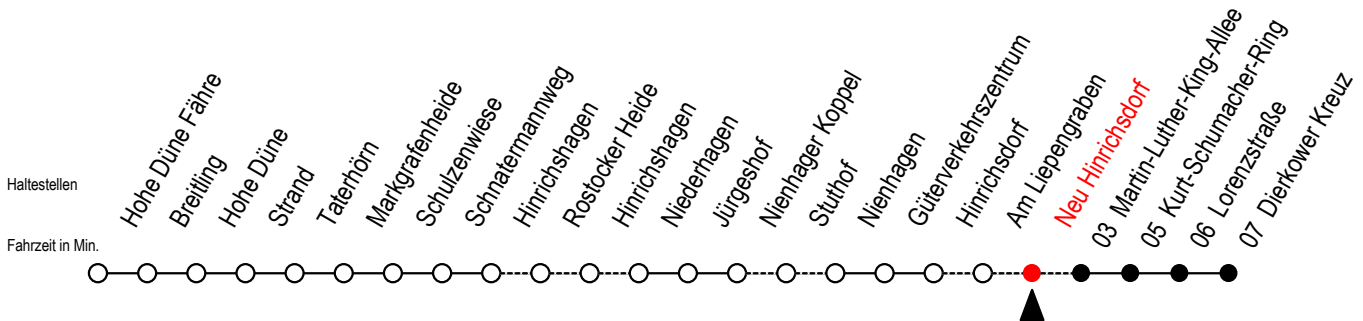 Haltestellen
Fahrzeit in Min.
Hohe Düne Fähre
Breitling
Hohe Düne
Strand
Taterhörn
Markgrafenheide
Schulzenwiese
Schnatermannweg
Hinrichshagen
Rostocker Heide
Hinrichshagen
Niederhagen
Jürgeshof
Nienhager Koppel
Stuthof
Nienhagen
Güterverkehrszentrum
Hinrichsdorf
Am Liepengraben
Neu Hinrichsdorf
03 Martin-Luther-King-Allee
05 Kurt-Schumacher-Ring
06 Lorenzstraße
07 Dierkower Kreuz